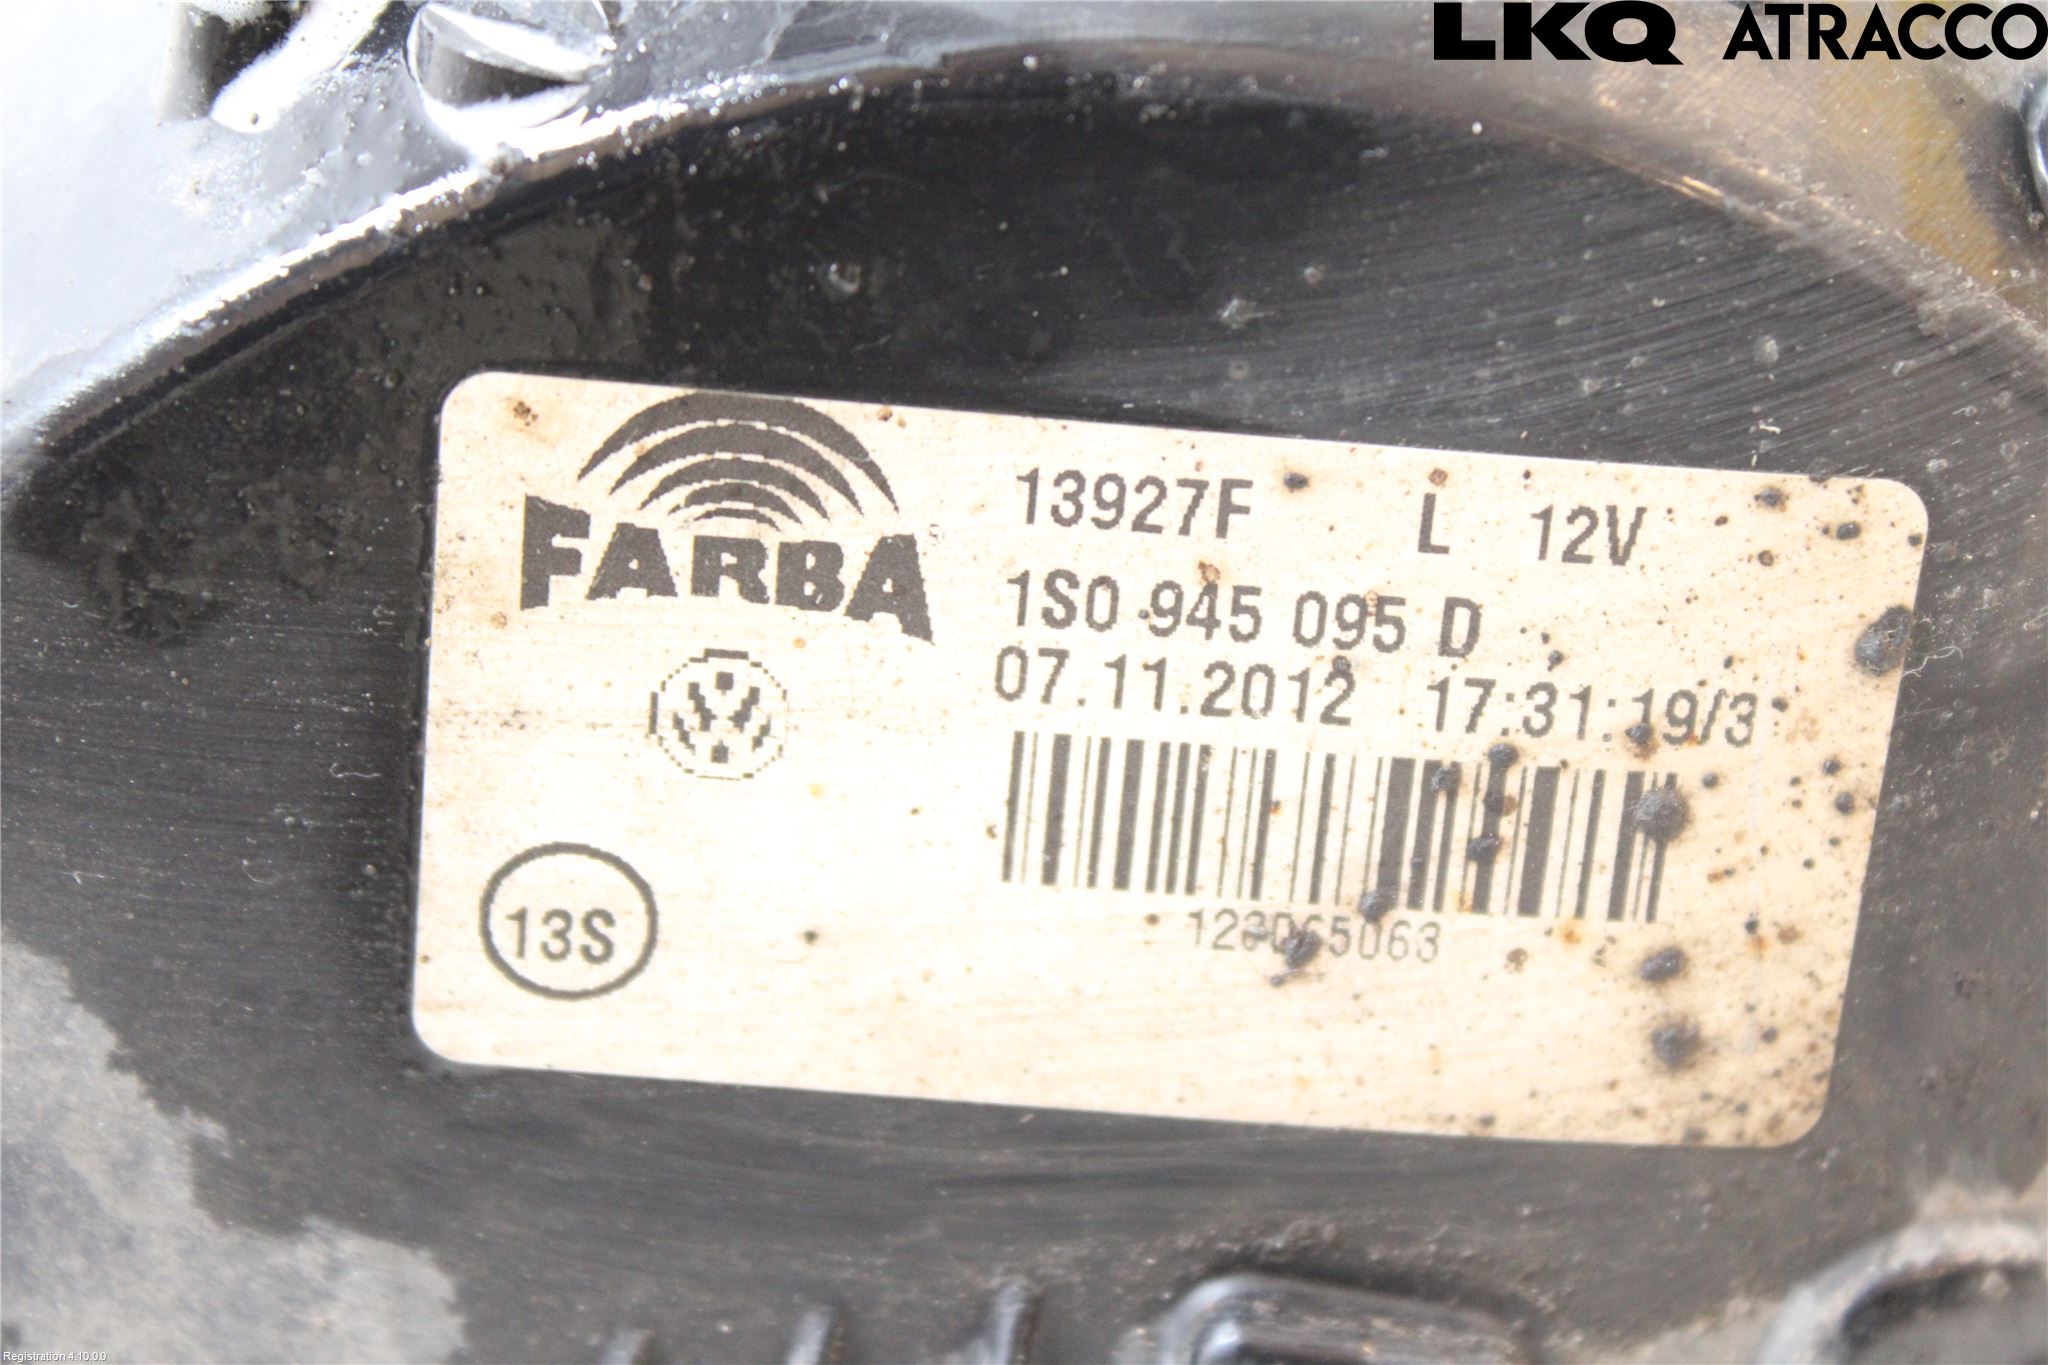 LKQ ATRACCO
FARBA
13927F L 12V
1S0 945 095 D
07.11.2012 17:31:19/3
13S
Registration 4.10.0.0